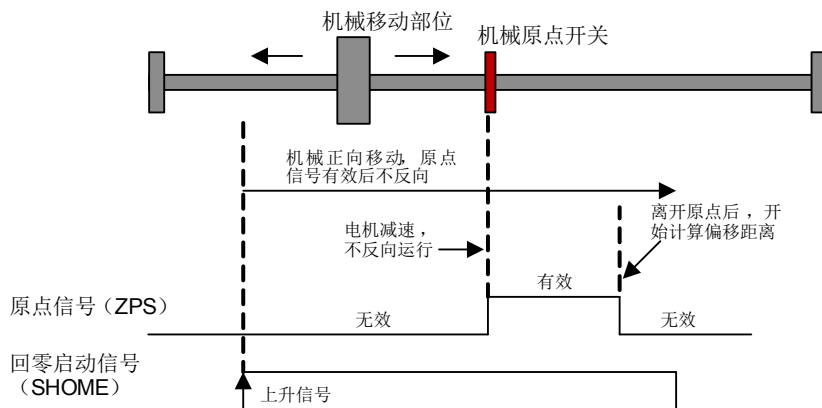 机械移动部位
机械原点开关
机械正向移动, 原点
信号有效后不反向
离开原点后，开
始计算偏移距离
电机减速，
不反向运行
有效
原点信号（ZPS）
无效
无效
回零启动信号
（SHOME）
上升信号